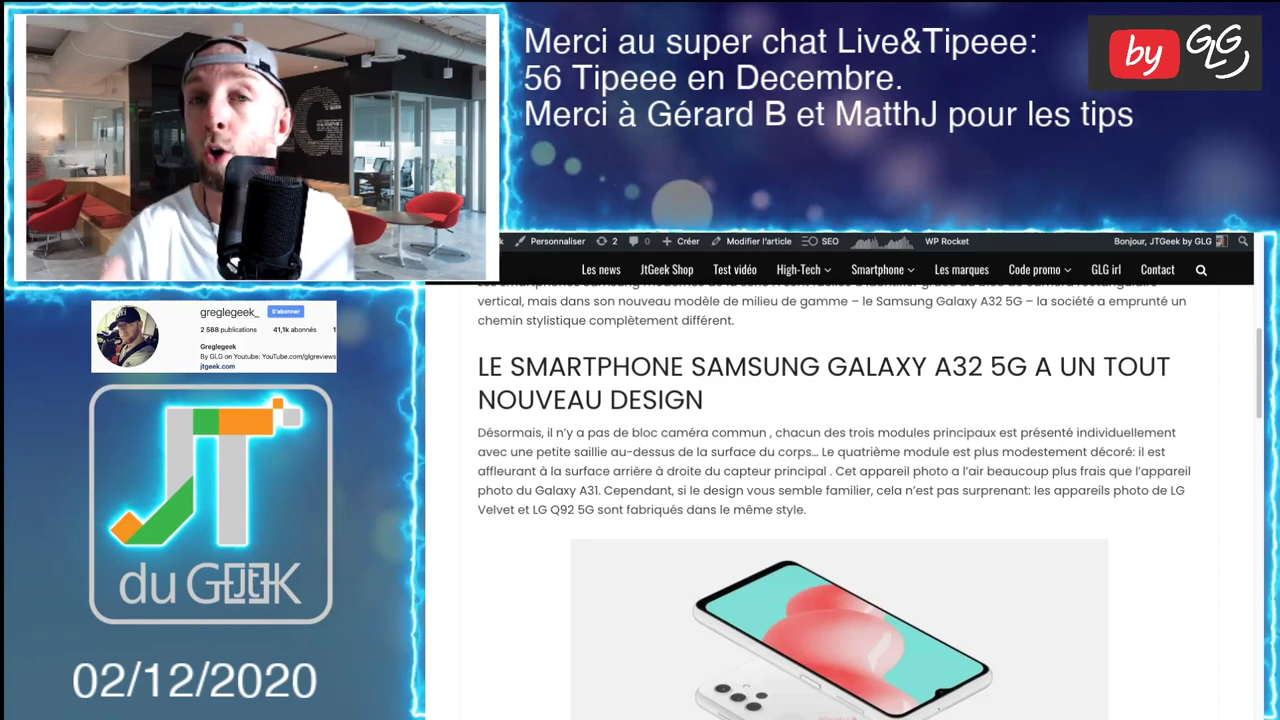 Merci au super chat Live&Tipeee:
56 Tipeee en Decembre.
Merci à Gérard B et MatthJ pour les tips
by GLG
greglegeek_ S'abonner
2 588 publications 41,1k abonnés 1
Greglegeek
By GLG on Youtube: YouTube.com/glgreviews
jtgeek.com
JT
du GEEK
02/12/2020
Personnaliser 2 0 Créer Modifier l'article SEO WP Rocket Bonjour, JTGeek by GLG
Les news JtGeek Shop Test vidéo High-Tech Smartphone Les marques Code promo GLG irl Contact
vertical, mais dans son nouveau modèle de milieu de gamme – le Samsung Galaxy A32 5G – la société a emprunté un
chemin stylistique complètement différent.
LE SMARTPHONE SAMSUNG GALAXY A32 5G A UN TOUT
NOUVEAU DESIGN
Désormais, il n'y a pas de bloc caméra commun , chacun des trois modules principaux est présenté individuellement
avec une petite saillie au-dessus de la surface du corps… Le quatrième module est plus modestement décoré: il est
affleurant à la surface arrière à droite du capteur principal . Cet appareil photo a l'air beaucoup plus frais que l'appareil
photo du Galaxy A31. Cependant, si le design vous semble familier, cela n'est pas surprenant: les appareils photo de LG
Velvet et LG Q92 5G sont fabriqués dans le même style.